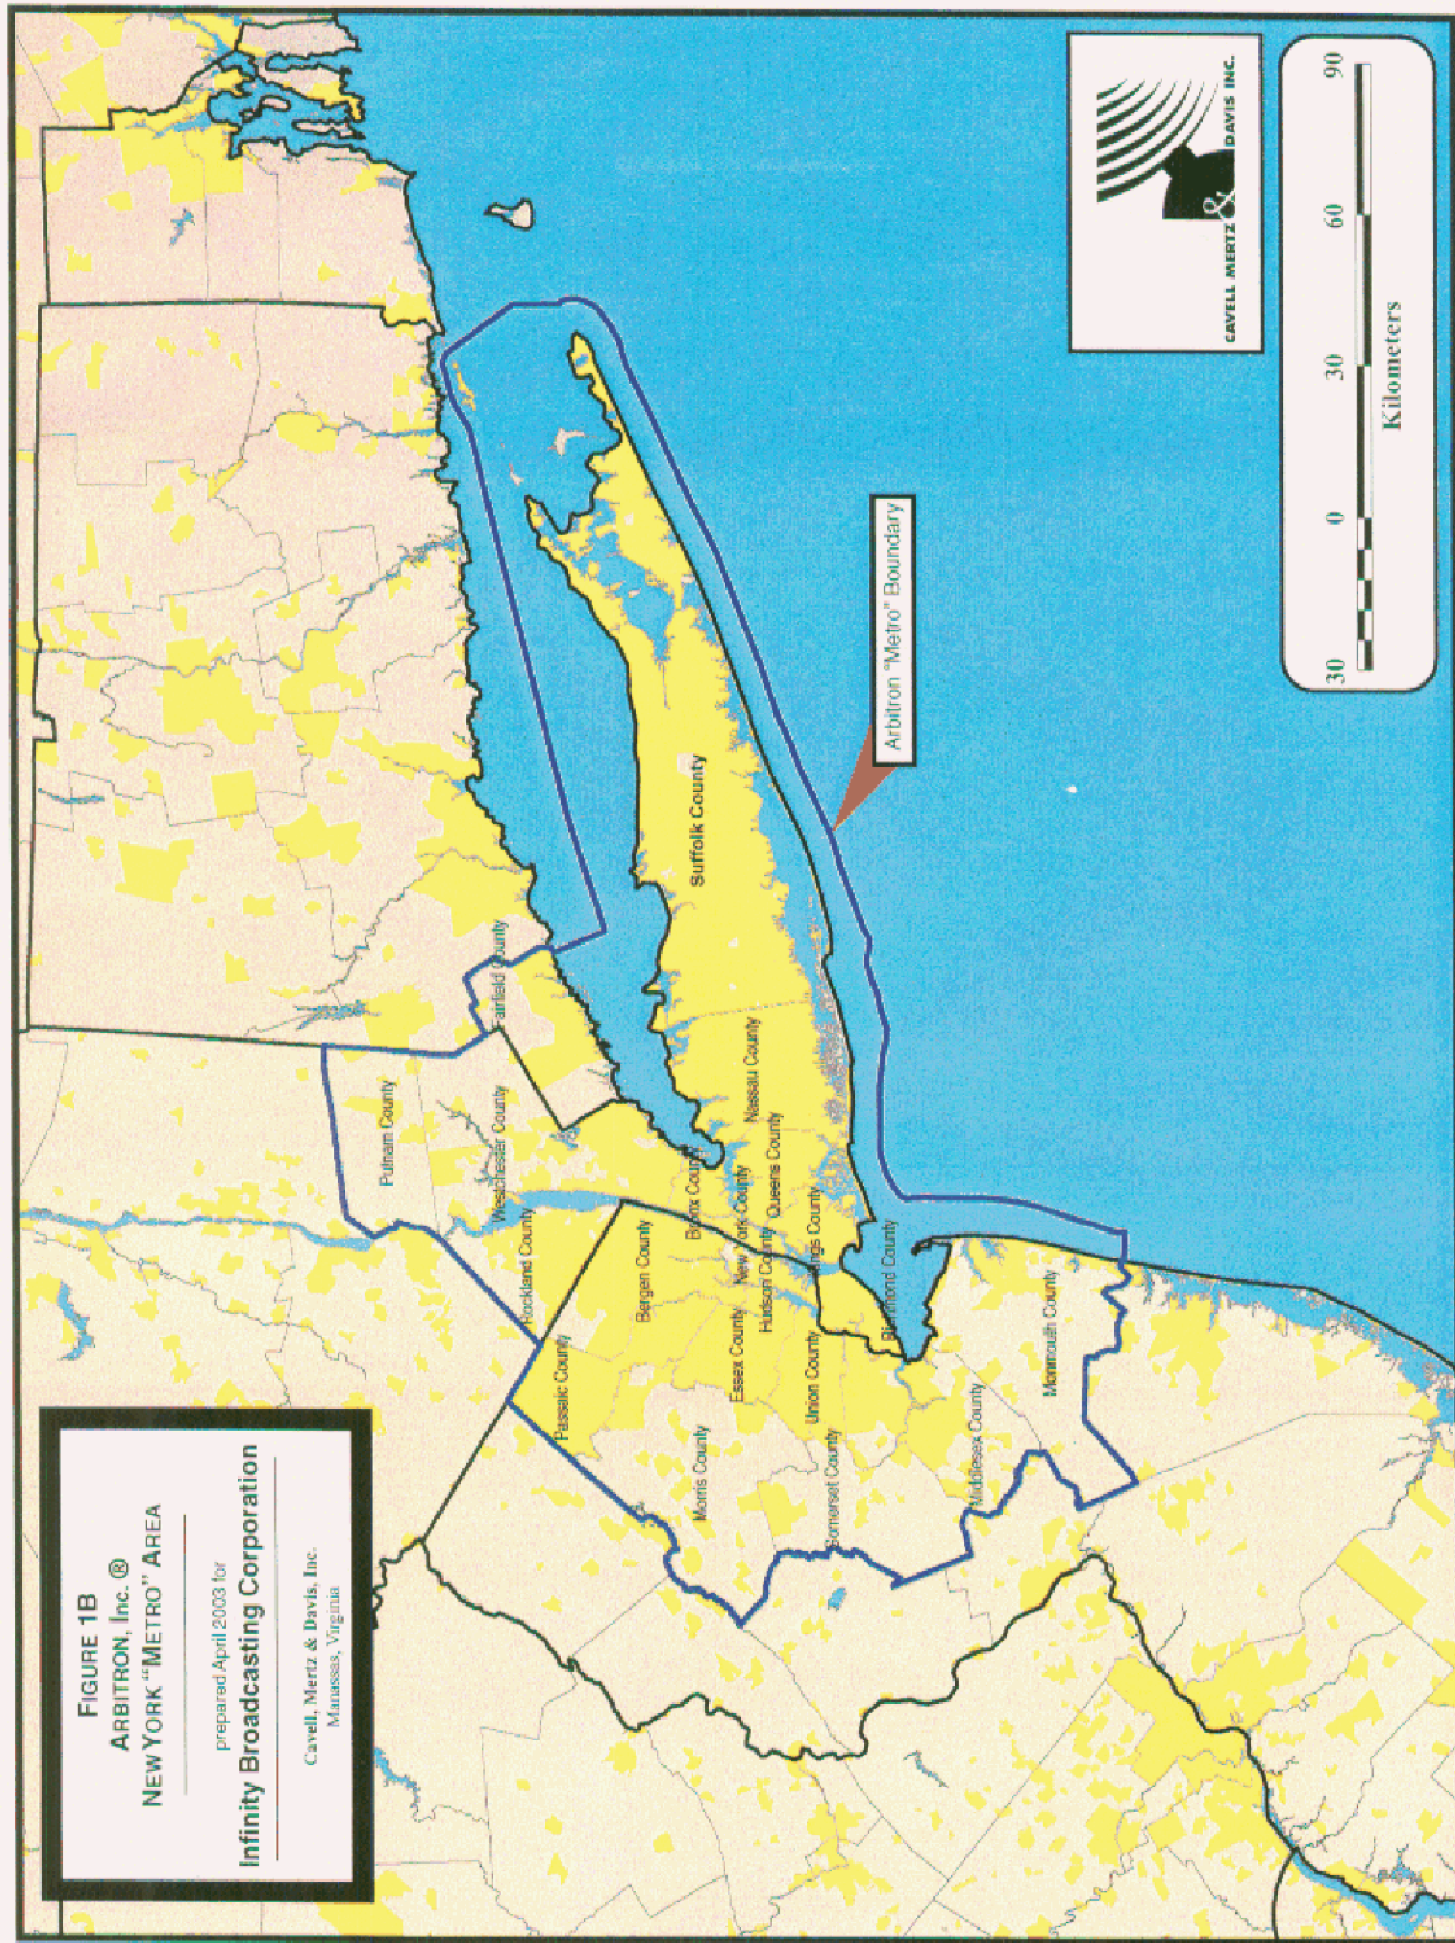 FIGURE 1B
ARBITRON, Inc. ®
NEW YORK "METRO" AREA
prepared April 2003 for
Infinity Broadcasting Corporation
Cavell, Mertz & Davis, Inc.
Manassas, Virginia
Putnam County
Fairfield County
Westchester County
Rockland County
Passaic County
Bergen County
Bronx County
Suffolk County
Morris County
Essex County
New York County
Nassau County
Hudson County
Queens County
Union County
Kings County
Somerset County
Richmond County
Middlesex County
Monmouth County
Arbitron "Metro" Boundary
CAVELL MERTZ & DAVIS INC.
30 0 30 60 90
Kilometers